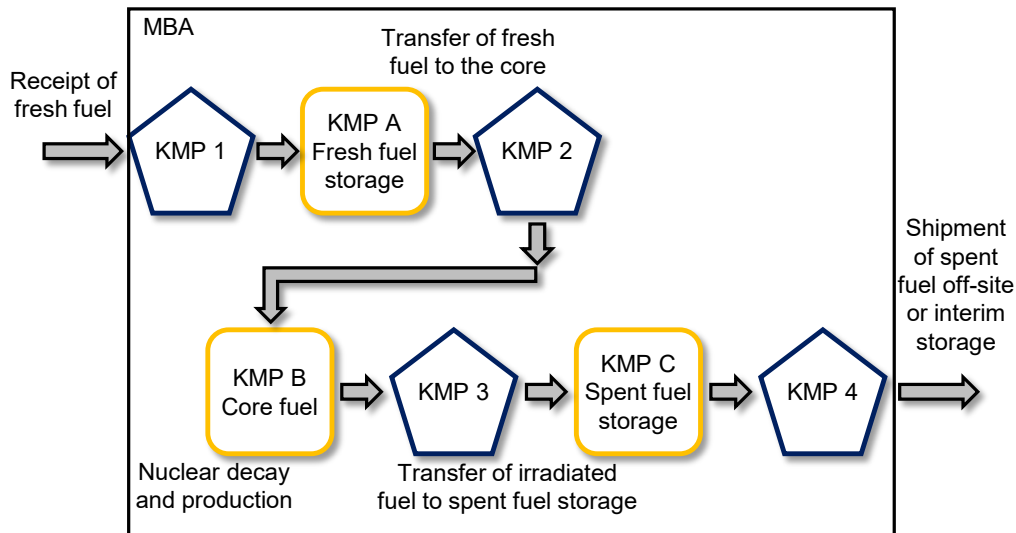 MBA
Receipt of
fresh fuel
KMP 1
KMP A
Fresh fuel
storage
Transfer of fresh
fuel to the core
KMP 2
KMP B
Core fuel
Nuclear decay
and production
KMP 3
Transfer of irradiated
fuel to spent fuel storage
KMP C
Spent fuel
storage
KMP 4
Shipment
of spent
fuel off-site
or interim
storage